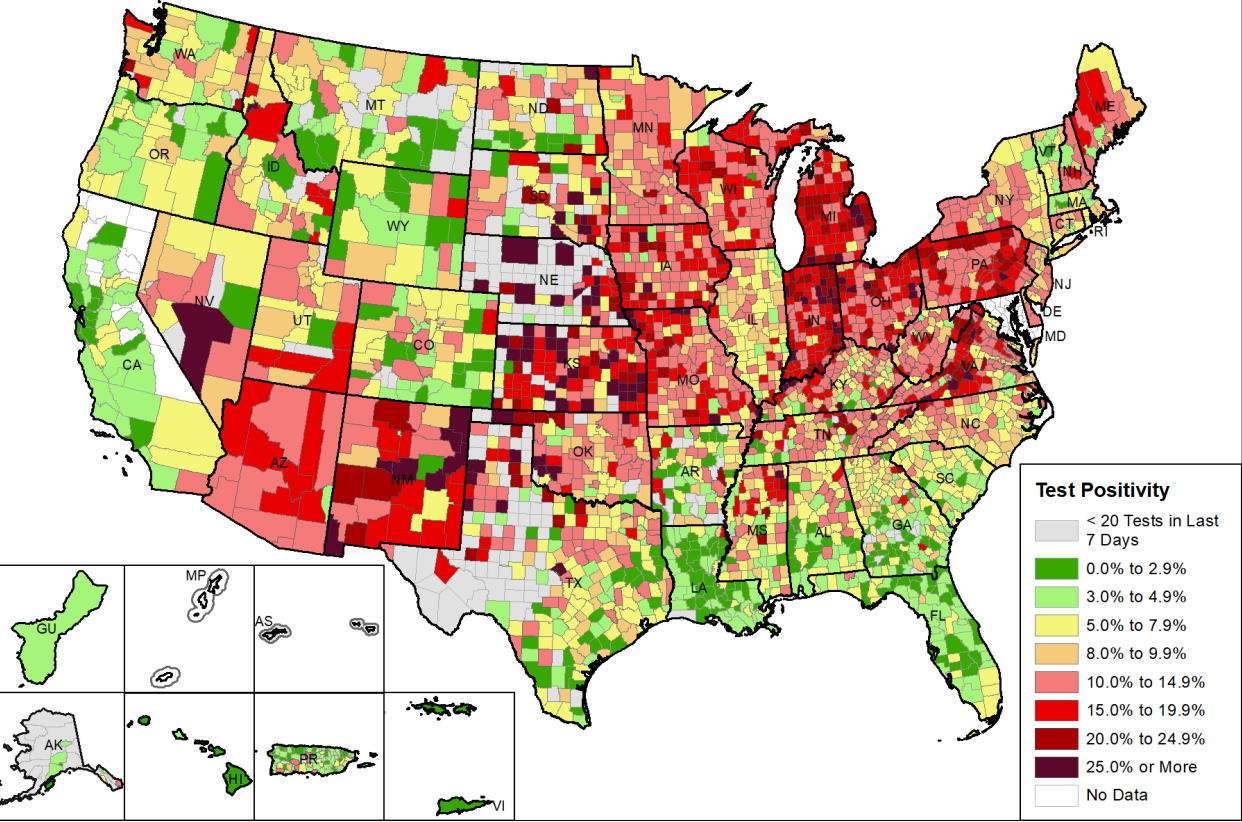 WA
MT
ND
MN
ME
OR
ID
SD
WI
VT
NH
WY
MI
NY
MA
CT
RI
NV
NE
IA
PA
NJ
UT
CO
IL
IN
OH
DE
MD
CA
KS
MO
WV
VA
KY
AZ
NM
OK
AR
TN
NC
SC
MS
AL
GA
TX
LA
FL
GU
MP
AS
AK
HI
PR
VI
Test Positivity
< 20 Tests in Last
7 Days
0.0% to 2.9%
3.0% to 4.9%
5.0% to 7.9%
8.0% to 9.9%
10.0% to 14.9%
15.0% to 19.9%
20.0% to 24.9%
25.0% or More
No Data